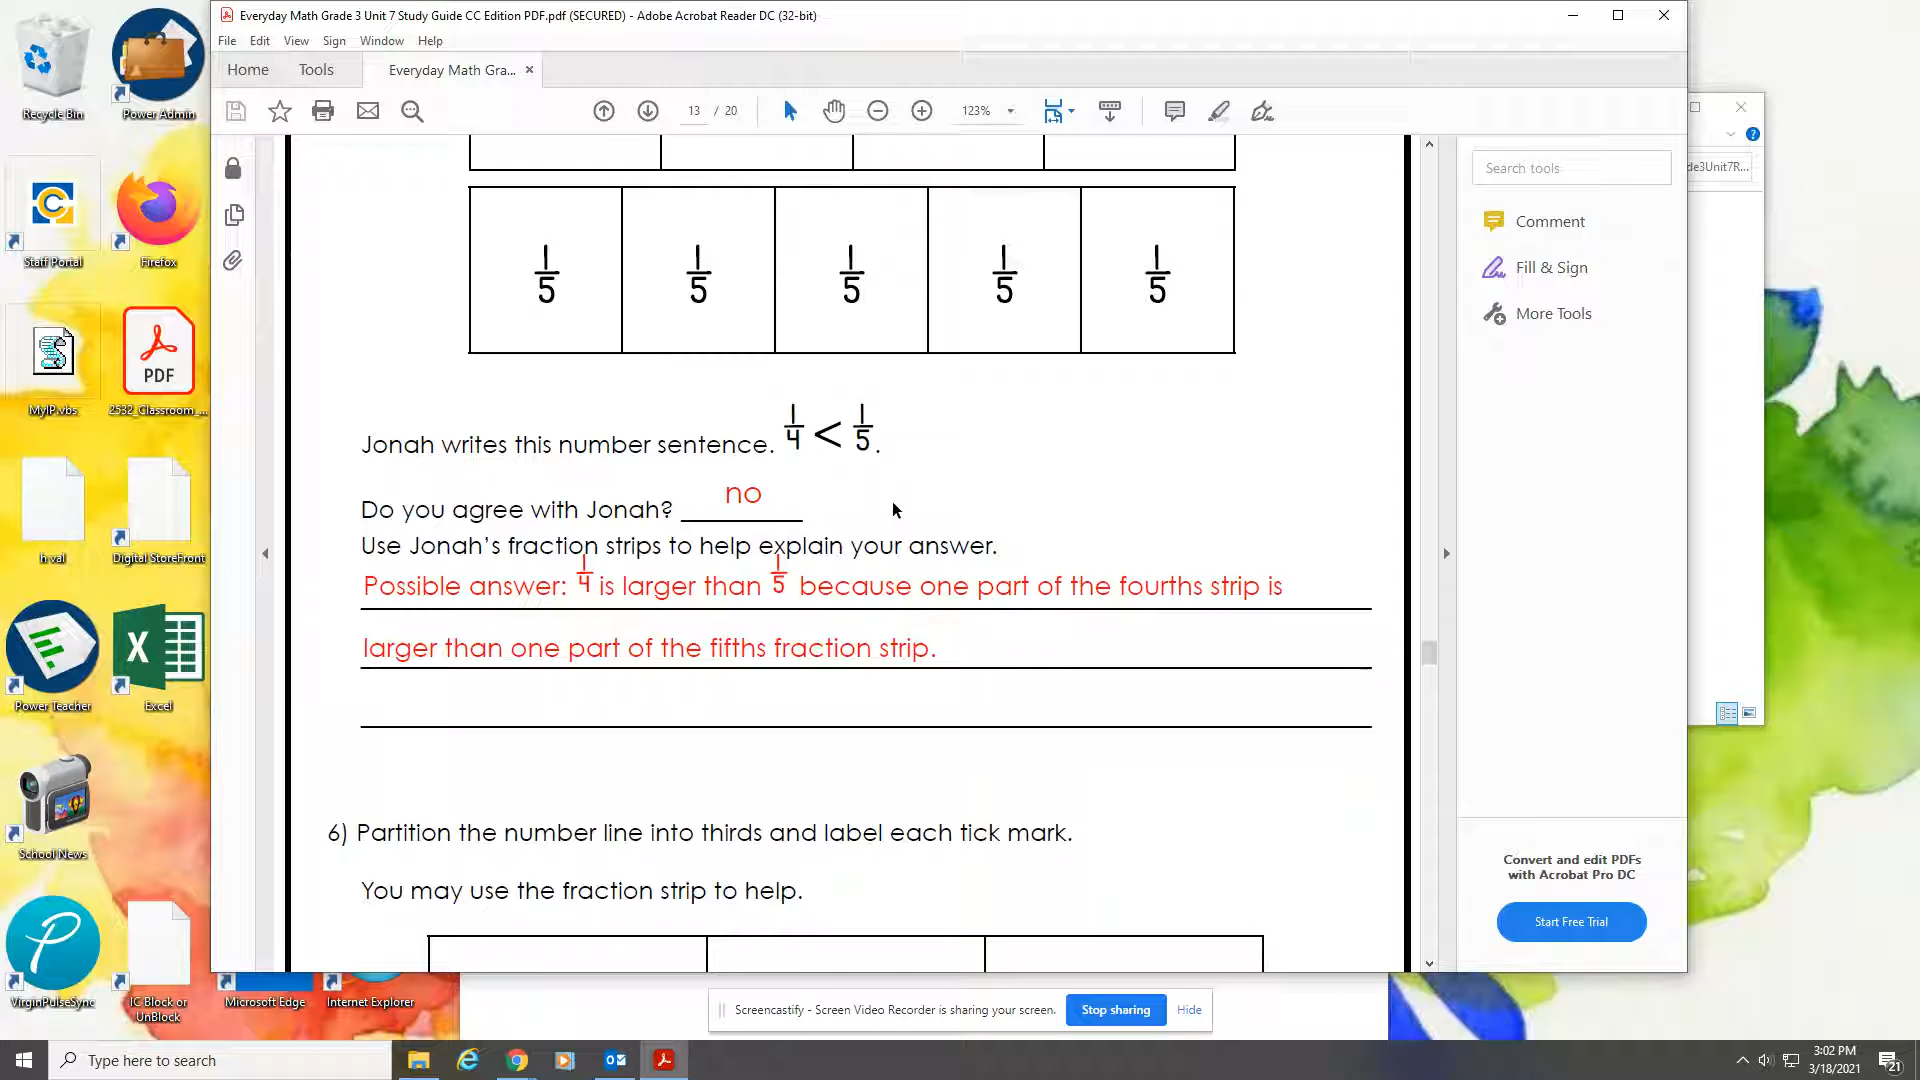 Everyday Math Grade 3 Unit 7 Study Guide CC Edition PDF.pdf (SECURED) - Adobe Acrobat Reader DC (32-bit)
File Edit View Sign Window Help
Home Tools Everyday Math Gra... ×
13 / 20 123%
1/5 1/5 1/5 1/5 1/5
Jonah writes this number sentence. 1/4 < 1/5.
Do you agree with Jonah? no
Use Jonah's fraction strips to help explain your answer.
Possible answer: 1/4 is larger than 1/5 because one part of the fourths strip is
larger than one part of the fifths fraction strip.
6) Partition the number line into thirds and label each tick mark.
You may use the fraction strip to help.
Search tools
Comment
Fill & Sign
More Tools
Convert and edit PDFs
with Acrobat Pro DC
Start Free Trial
de3Unit7R...
Recycle Bin
Power Admin
Staff Portal
Firefox
MyIP.vbs
PDF
2532_Classroom_...
h val
Digital StoreFront
Power Teacher
Excel
School News
VirginPulseSync
IC Block or
UnBlock
Microsoft Edge
Internet Explorer
Screencastify - Screen Video Recorder is sharing your screen. Stop sharing Hide
Type here to search
3:02 PM
3/18/2021
21